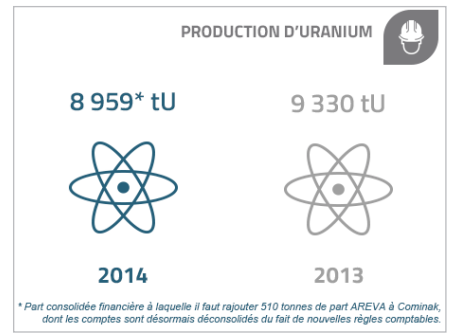 PRODUCTION D'URANIUM
8 959* tU 9 330 tU
2014 2013
* Part consolidée financière à laquelle il faut rajouter 510 tonnes de part AREVA à Cominak,
dont les comptes sont désormais déconsolidés du fait de nouvelles règles comptables.